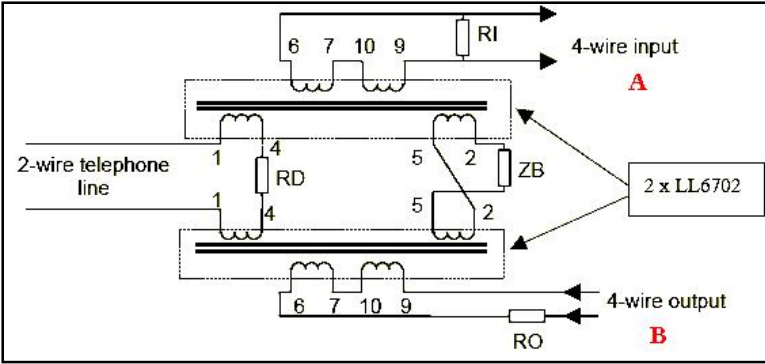 RI
6 7 10 9
4-wire input
A
1 4 5 2
2-wire telephone
line
RD
ZB
2 x LL6702
1 4 5 2
6 7 10 9
4-wire output
RO
B